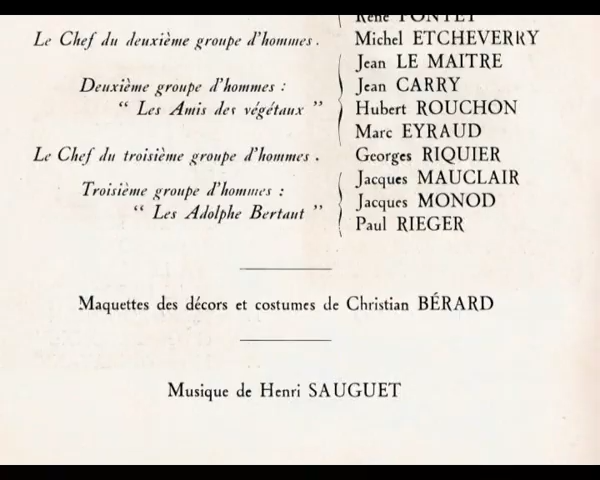 René PONTET
Le Chef du deuxième groupe d'hommes . Michel ETCHEVERRY
Jean LE MAITRE
Deuxième groupe d'hommes : Jean CARRY
“ Les Amis des végétaux ” Hubert ROUCHON
Marc EYRAUD
Le Chef du troisième groupe d'hommes . Georges RIQUIER
Jacques MAUCLAIR
Troisième groupe d'hommes : Jacques MONOD
“ Les Adolphe Bertaut ” Paul RIEGER
Maquettes des décors et costumes de Christian BÉRARD
Musique de Henri SAUGUET